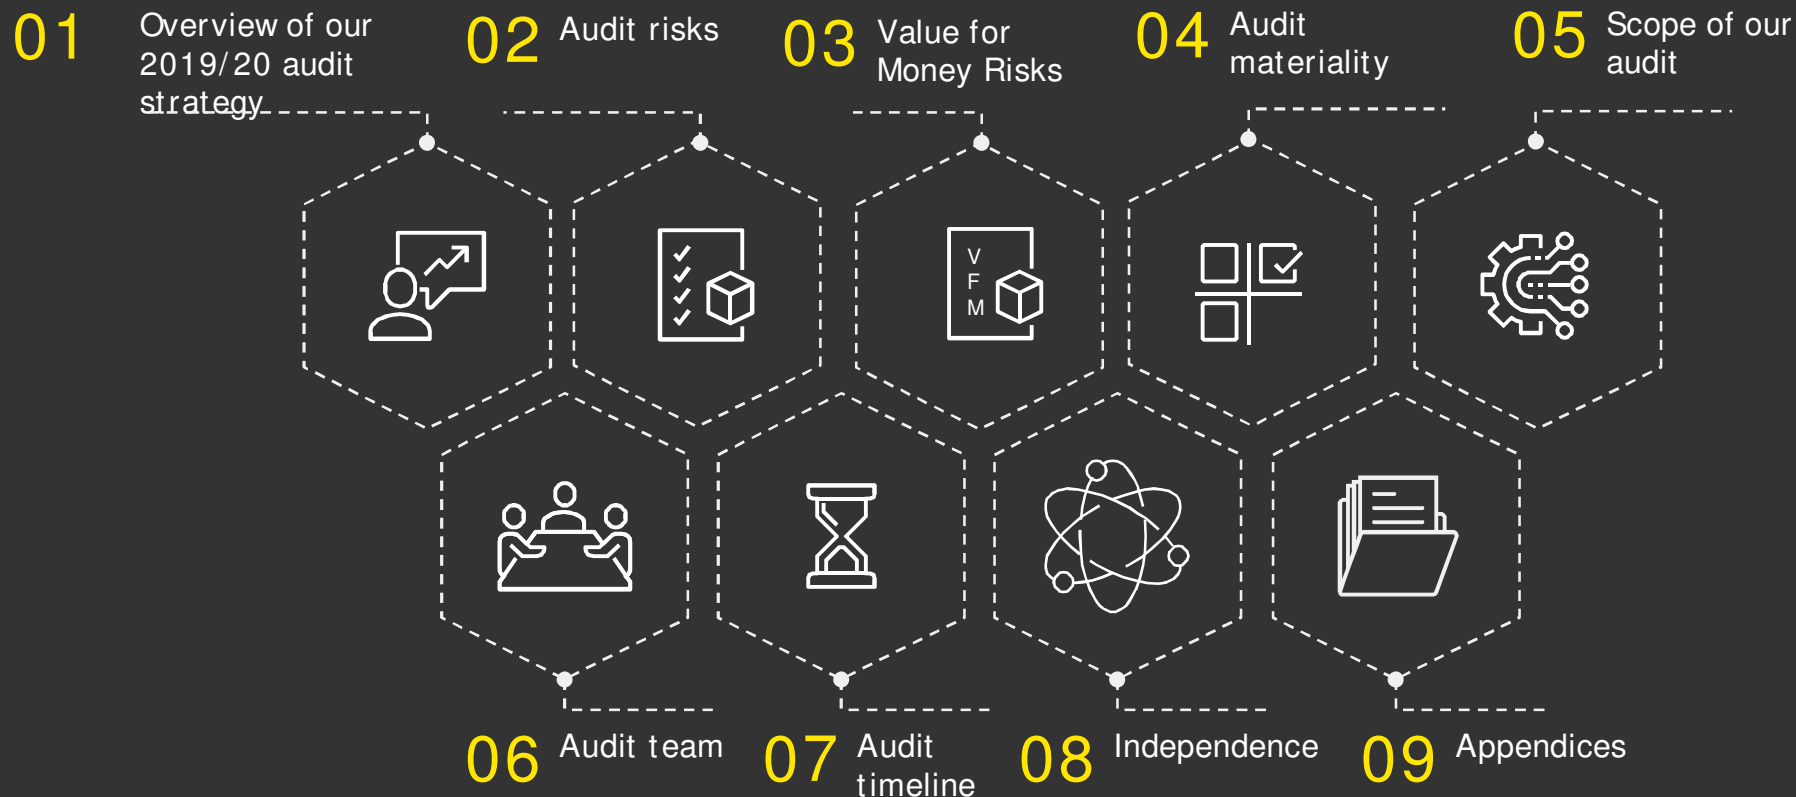 01
Overview of our
2019/20 audit
strategy
02
Audit risks
03
Value for
Money Risks
04
Audit
materiality
05
Scope of our
audit
V
F
M
06
Audit team
07
Audit
timeline
08
Independence
09
Appendices